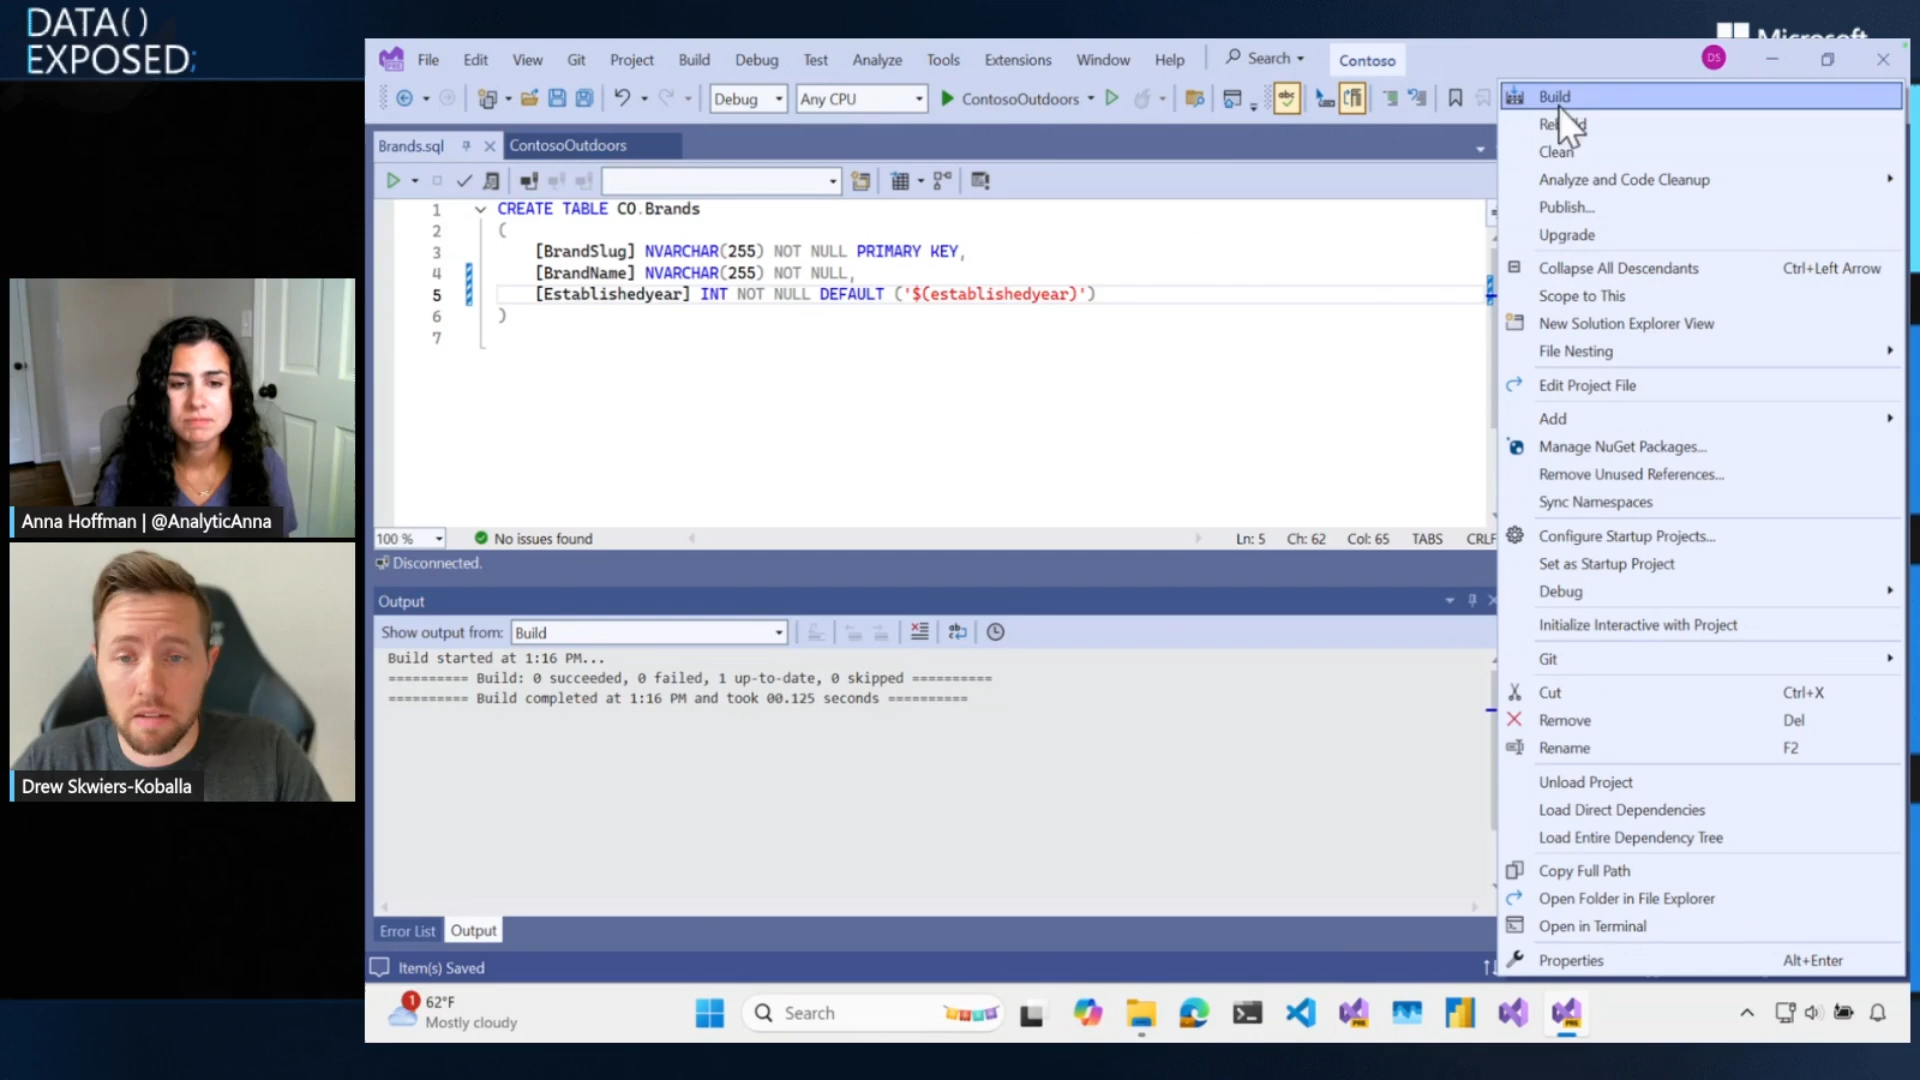 DATA()
EXPOSED;
Microsoft
File Edit View Git Project Build Debug Test Analyze Tools Extensions Window Help Search Contoso DS
Debug Any CPU ContosoOutdoors
Brands.sql ContosoOutdoors
1 CREATE TABLE CO.Brands
2 (
3 [BrandSlug] NVARCHAR(255) NOT NULL PRIMARY KEY,
4 [BrandName] NVARCHAR(255) NOT NULL,
5 [Establishedyear] INT NOT NULL DEFAULT ('$(establishedyear)')
6 )
7
100 % No issues found Ln: 5 Ch: 62 Col: 65 TABS CRLF
Disconnected.
Output
Show output from: Build
Build started at 1:16 PM...
========== Build: 0 succeeded, 0 failed, 1 up-to-date, 0 skipped ==========
========== Build completed at 1:16 PM and took 00.125 seconds ==========
Error List Output
Item(s) Saved
Build
Rebuild
Clean
Analyze and Code Cleanup
Publish...
Upgrade
Collapse All Descendants Ctrl+Left Arrow
Scope to This
New Solution Explorer View
File Nesting
Edit Project File
Add
Manage NuGet Packages...
Remove Unused References...
Sync Namespaces
Configure Startup Projects...
Set as Startup Project
Debug
Initialize Interactive with Project
Git
Cut Ctrl+X
Remove Del
Rename F2
Unload Project
Load Direct Dependencies
Load Entire Dependency Tree
Copy Full Path
Open Folder in File Explorer
Open in Terminal
Properties Alt+Enter
Anna Hoffman | @AnalyticAnna
Drew Skwiers-Koballa
1 62°F
Mostly cloudy
Search